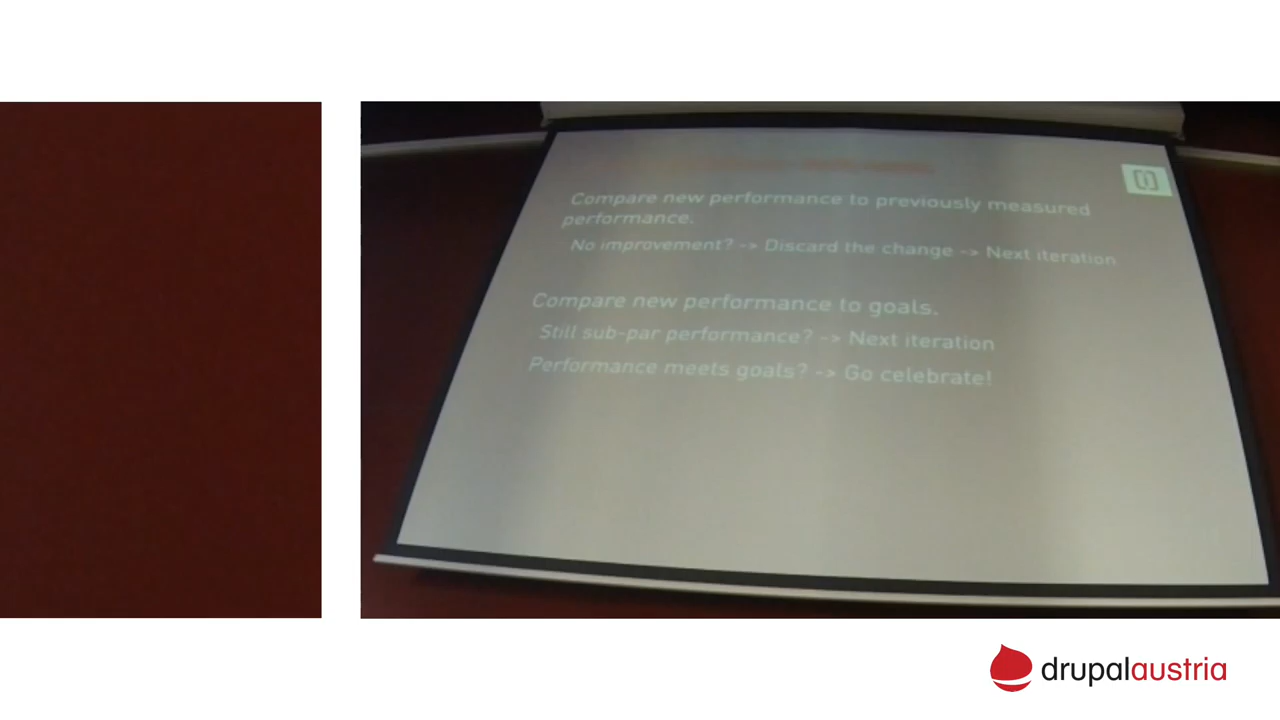 Compare new performance to previously measured
performance.
No improvement? -> Discard the change -> Next iteration
Compare new performance to goals.
Still sub-par performance? -> Next iteration
Performance meets goals? -> Go celebrate!
drupalaustria